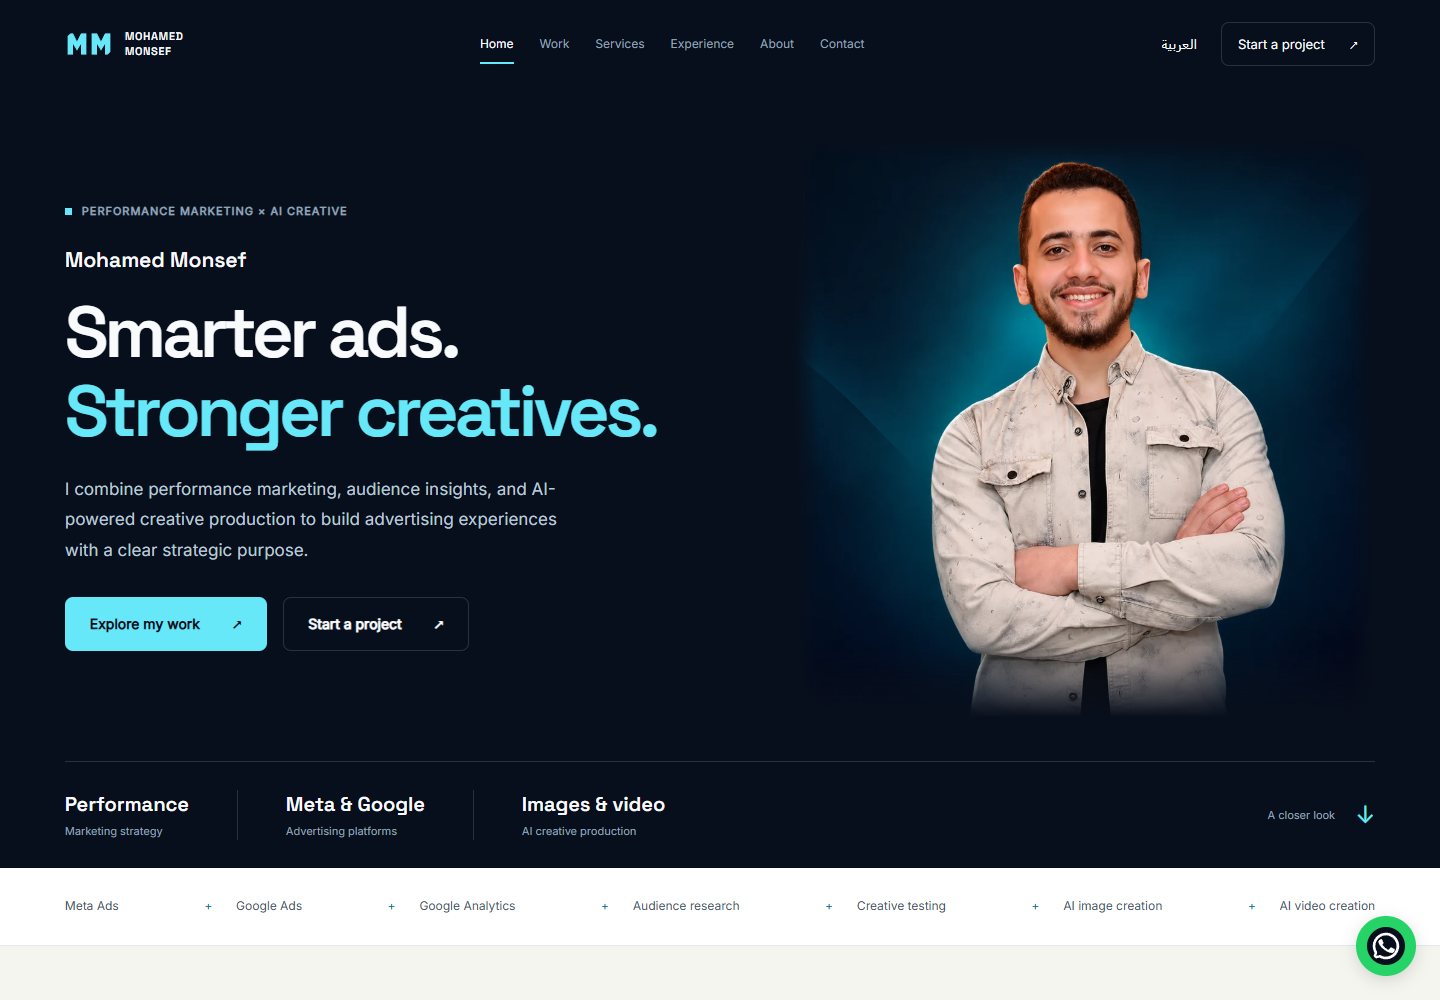 MM
MOHAMED
MONSEF
Home
Work
Services
Experience
About
Contact
العربية
Start a project ↗
PERFORMANCE MARKETING × AI CREATIVE
Mohamed Monsef
Smarter ads.
Stronger creatives.
I combine performance marketing, audience insights, and AI-
powered creative production to build advertising experiences
with a clear strategic purpose.
Explore my work ↗
Start a project ↗
Performance
Marketing strategy
Meta & Google
Advertising platforms
Images & video
AI creative production
A closer look ↓
Meta Ads + Google Ads + Google Analytics + Audience research + Creative testing + AI image creation + AI video creation